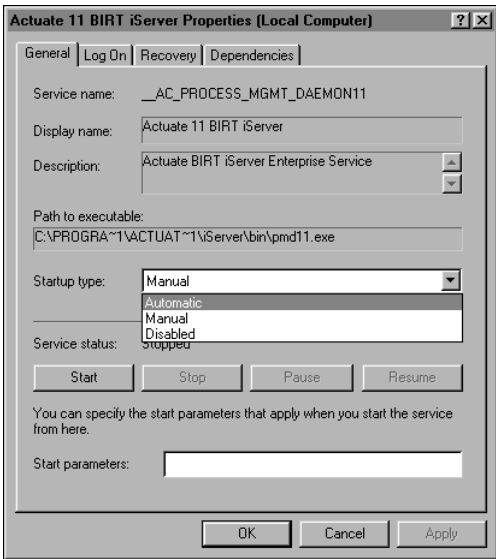 Actuate 11 BIRT iServer Properties (Local Computer)
General Log On Recovery Dependencies
Service name: __AC_PROCESS_MGMT_DAEMON11
Display name: Actuate 11 BIRT iServer
Description: Actuate BIRT iServer Enterprise Service
Path to executable:
C:\PROGRA~1\ACTUAT~1\iServer\bin\pmd11.exe
Startup type: Manual
Automatic
Manual
Disabled
Service status: Stopped
Start Stop Pause Resume
You can specify the start parameters that apply when you start the service
from here.
Start parameters:
OK Cancel Apply